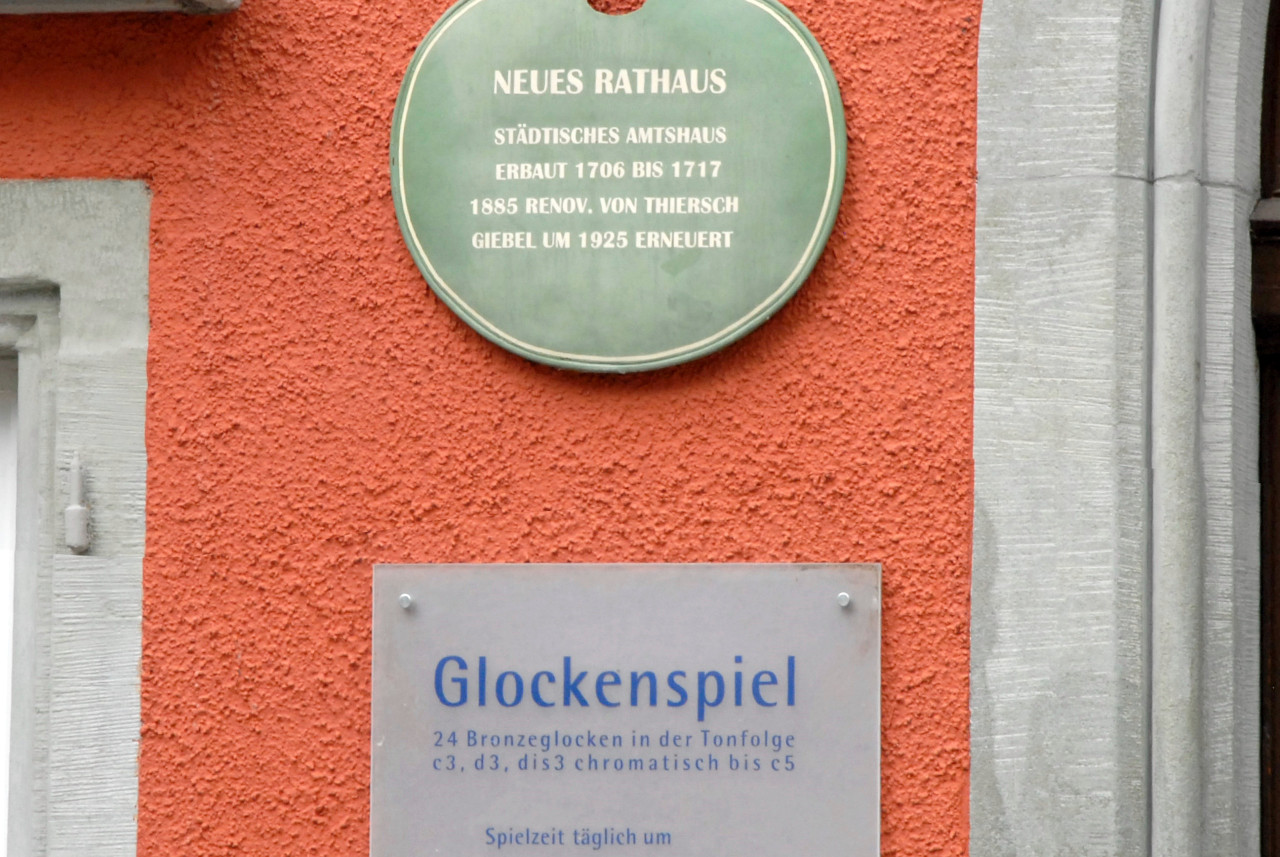 NEUES RATHAUS
STÄDTISCHES AMTSHAUS
ERBAUT 1706 BIS 1717
1885 RENOV. VON THIERSCH
GIEBEL UM 1925 ERNEUERT
Glockenspiel
24 Bronzeglocken in der Tonfolge
c3, d3, dis3 chromatisch bis c5
Spielzeit täglich um